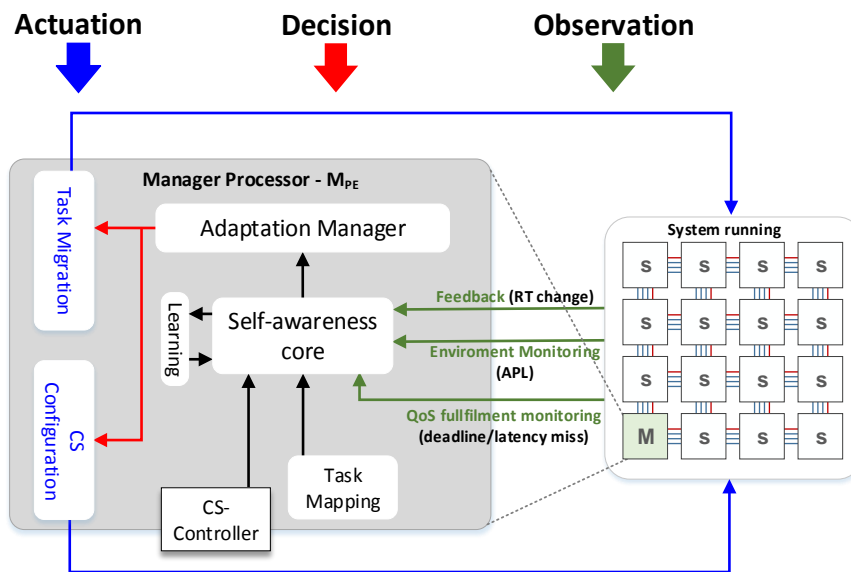 Actuation
Decision
Observation
Manager Processor - MPE
Task Migration
Adaptation Manager
Learning
Self-awareness
core
CS
Configuration
CS-
Controller
Task
Mapping
Feedback (RT change)
Enviroment Monitoring
(APL)
QoS fullfilment monitoring
(deadline/latency miss)
System running
S S S S
S S S S
S S S S
M S S S